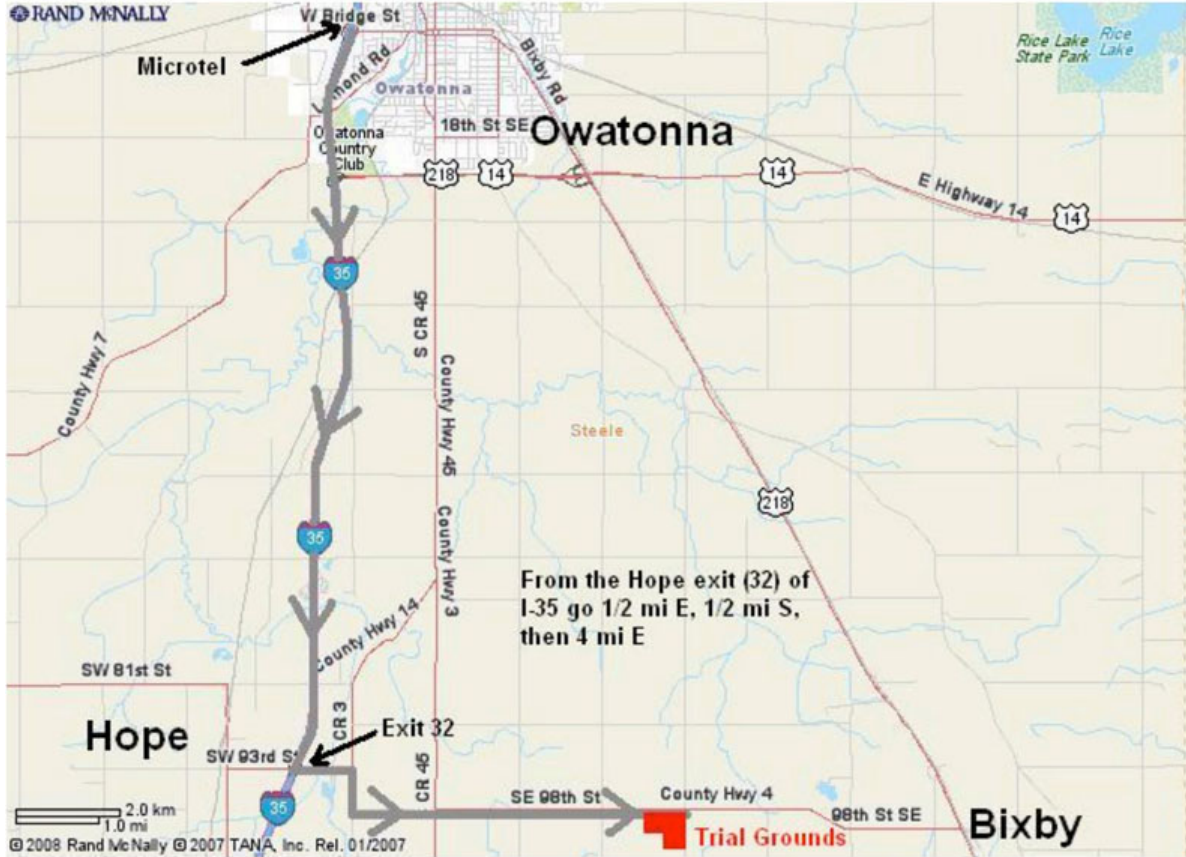 RAND McNALLY
W Bridge St
Microtel
Bixby Rd
Rice Lake
State Park
Rice
Lake
Owatonna
18th St SE
Owatonna
Owatonna
Country
Club
218
14
14
E Highway 14
14
35
S CR 45
County Hwy 7
County Hwy 45
Steele
218
County Hwy 3
35
From the Hope exit (32) of
I-35 go 1/2 mi E, 1/2 mi S,
then 4 mi E
County Hwy 14
SW 81st St
CR 3
Hope
Exit 32
SW 93rd St
CR 45
35
SE 98th St
County Hwy 4
98th St SE
Bixby
Trial Grounds
2.0 km
1.0 mi
© 2008 Rand McNally © 2007 TANA, Inc. Rel. 01/2007